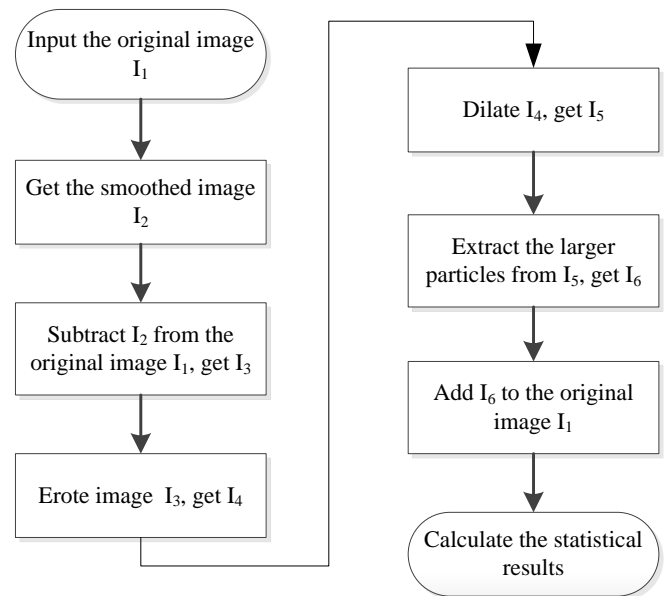 Input the original image
I₁
Get the smoothed image
I₂
Subtract I₂ from the
original image I₁, get I₃
Erote image I₃, get I₄
Dilate I₄, get I₅
Extract the larger
particles from I₅, get I₆
Add I₆ to the original
image I₁
Calculate the statistical
results